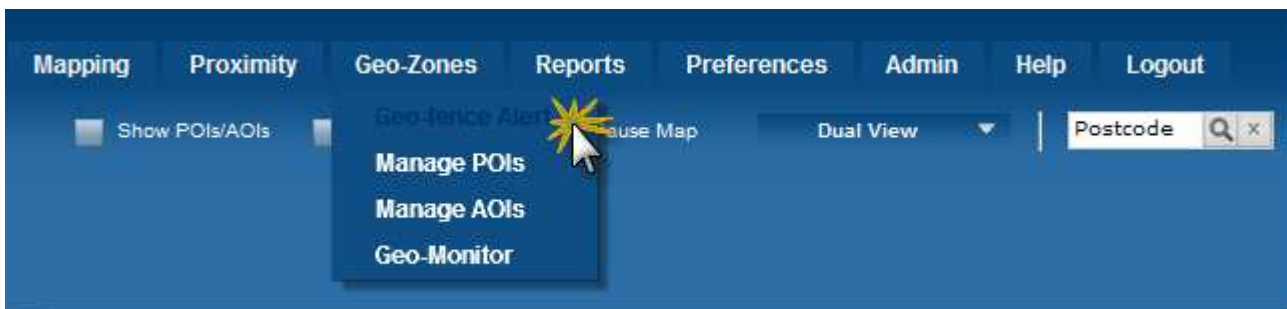 Mapping Proximity Geo-Zones Reports Preferences Admin Help Logout
Show POIs/AOIs Geo-fence Alert ause Map Dual View Postcode
Manage POIs
Manage AOIs
Geo-Monitor